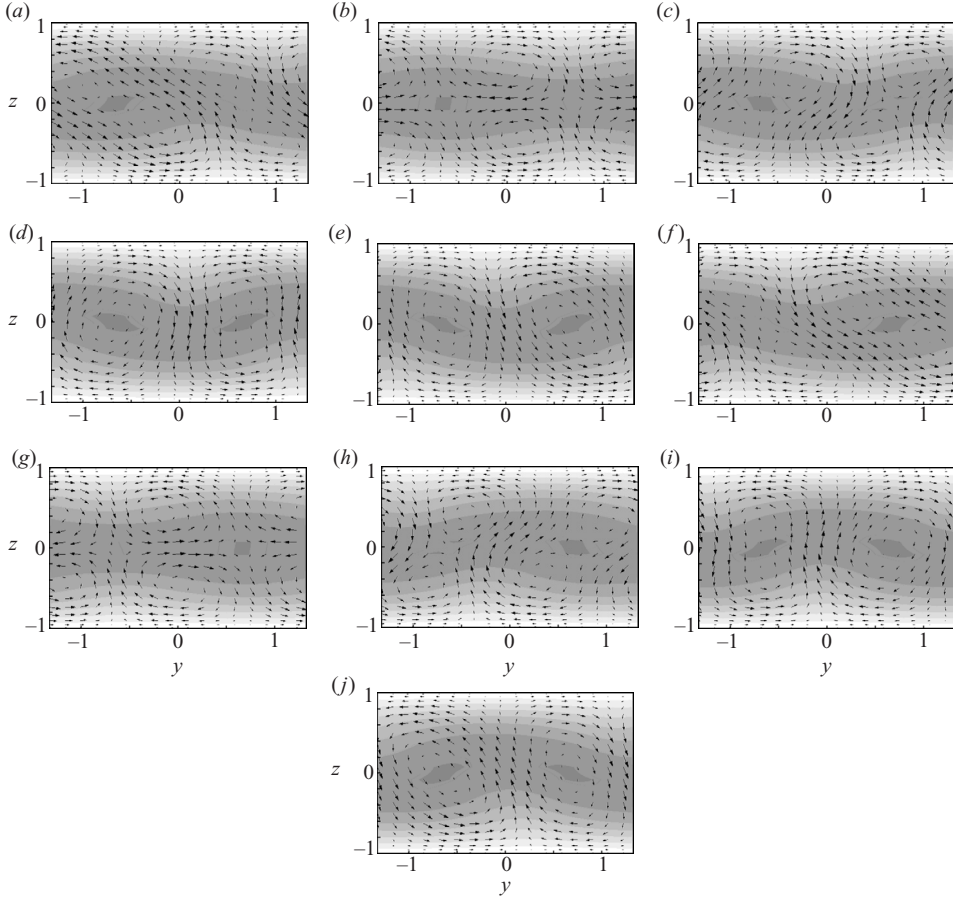 (a) (b) (c)
1 1 1
z 0 0 0
–1 –1 –1
–1 0 1 –1 0 1 –1 0 1
(d) (e) (f)
1 1 1
z 0 0 0
–1 –1 –1
–1 0 1 –1 0 1 –1 0 1
(g) (h) (i)
1 1 1
z 0 0 0
–1 –1 –1
–1 0 1 –1 0 1 –1 0 1
y y y
(j)
1
z 0
–1
–1 0 1
y